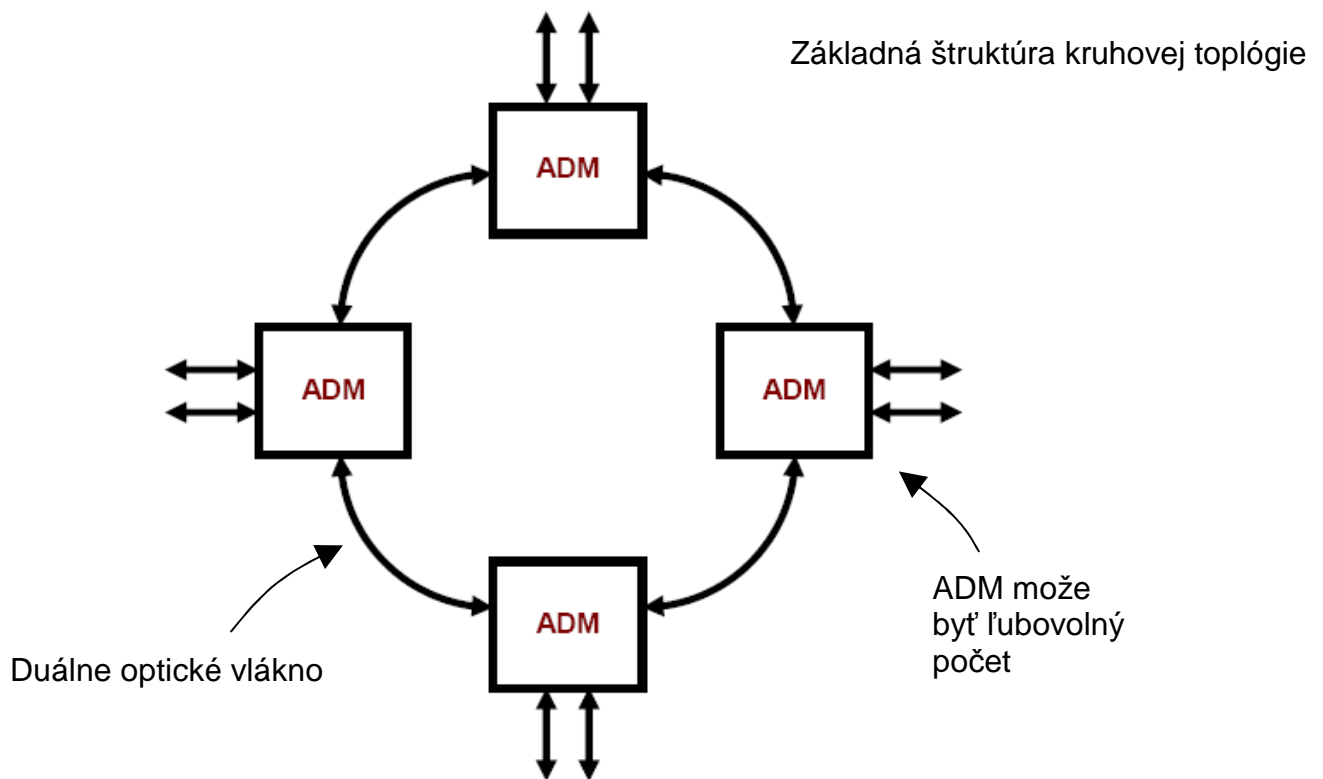 Základná štruktúra kruhovej toplógie
ADM
ADM
ADM
ADM
Duálne optické vlákno
ADM može
byť ľubovolný
počet